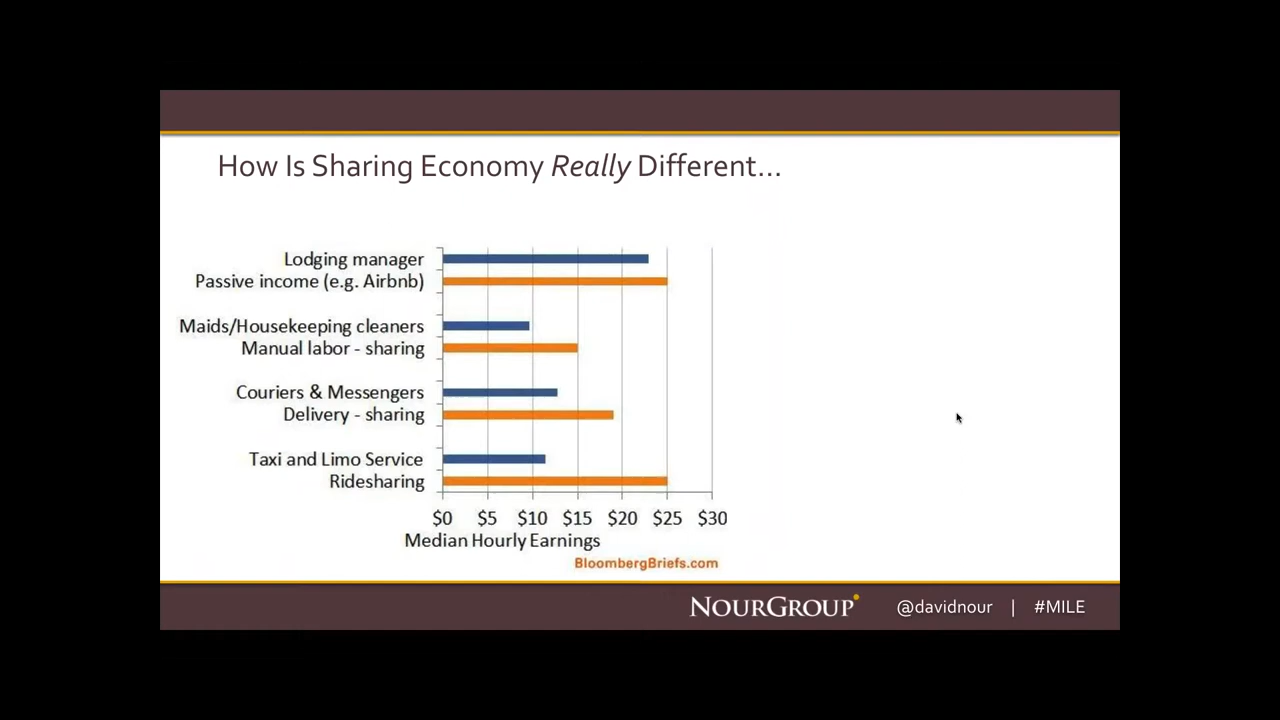 How Is Sharing Economy Really Different...
Lodging manager
Passive income (e.g. Airbnb)
Maids/Housekeeping cleaners
Manual labor - sharing
Couriers & Messengers
Delivery - sharing
Taxi and Limo Service
Ridesharing
$0 $5 $10 $15 $20 $25 $30
Median Hourly Earnings
BloombergBriefs.com
NOURGROUP @davidnour | #MILE